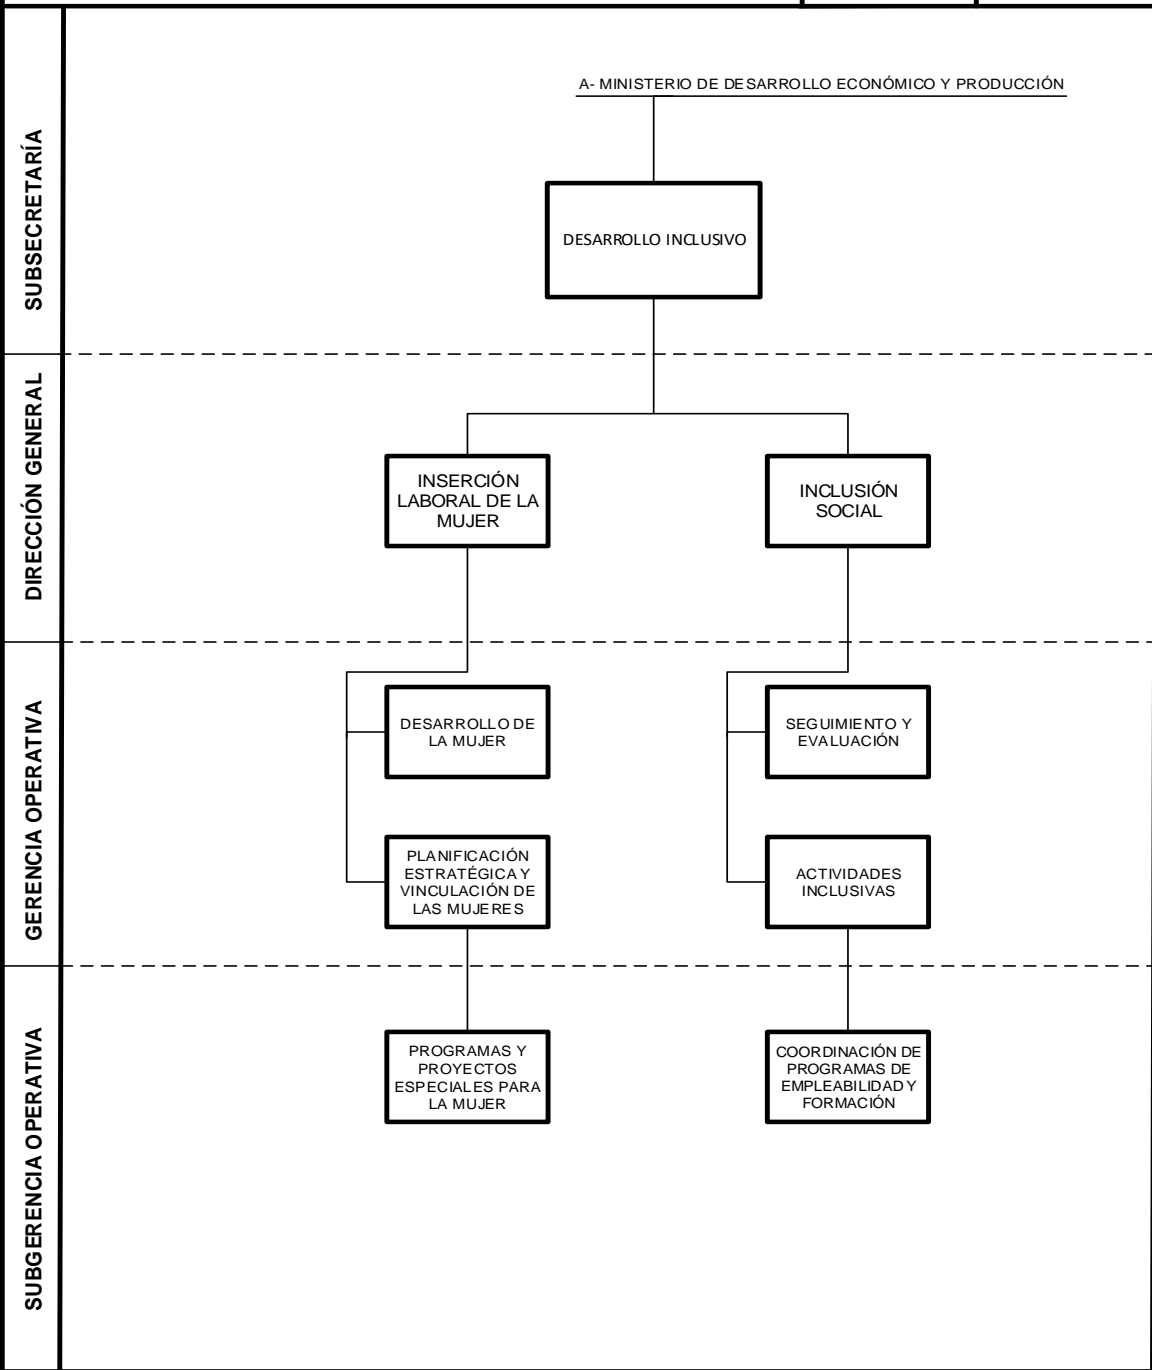 A- MINISTERIO DE DESARROLLO ECONÓMICO Y PRODUCCIÓN
SUBSECRETARÍA
DESARROLLO INCLUSIVO
DIRECCIÓN GENERAL
INSERCIÓN
LABORAL DE LA
MUJER
INCLUSIÓN
SOCIAL
GERENCIA OPERATIVA
DESARROLLO DE
LA MUJER
SEGUIMIENTO Y
EVALUACIÓN
PLANIFICACIÓN
ESTRATÉGICA Y
VINCULACIÓN DE
LAS MUJERES
ACTIVIDADES
INCLUSIVAS
SUBGERENCIA OPERATIVA
PROGRAMAS Y
PROYECTOS
ESPECIALES PARA
LA MUJER
COORDINACIÓN DE
PROGRAMAS DE
EMPLEABILIDAD Y
FORMACIÓN